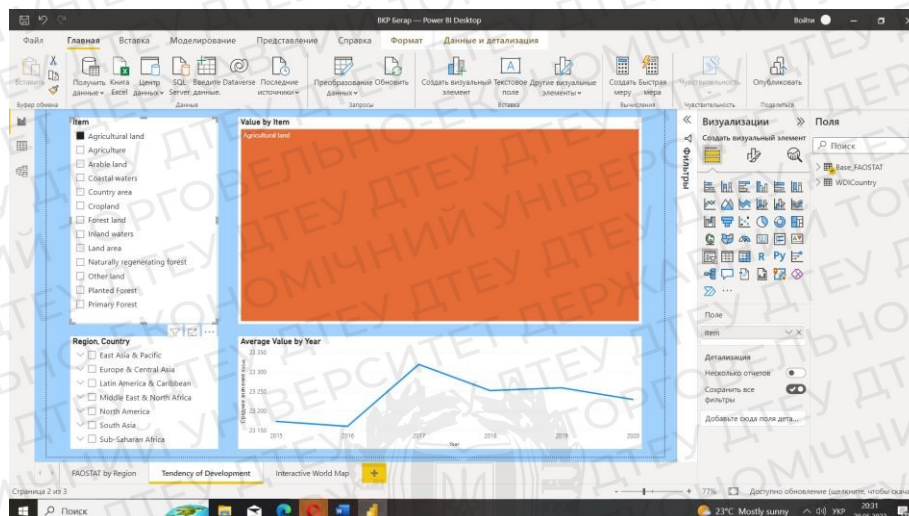 ВКР Бегар — Power BI Desktop
Войти
Файл Главная Вставка Моделирование Представление Справка Формат Данные и детализация
Вставить
Получить данные
Книга Excel
Центр данных
SQL Server
Введите данные
Dataverse
Последние источники
Преобразование данных
Обновить
Создать визуальный элемент
Текстовое поле
Другие визуальные элементы
Создать меру
Быстрая мера
Чувствительность
Опубликовать
Буфер обмена
Данные
Запросы
Вставка
Вычисления
Чувствительность
Поделиться
Item
Agricultural land
Agriculture
Arable land
Coastal waters
Country area
Cropland
Forest land
Inland waters
Land area
Naturally regenerating forest
Other land
Planted Forest
Primary Forest
Value by Item
Agricultural land
Region, Country
East Asia & Pacific
Europe & Central Asia
Latin America & Caribbean
Middle East & North Africa
North America
South Asia
Sub-Saharan Africa
Average Value by Year
23 350
23 300
23 250
23 200
23 150
2015 2016 2017 2018 2019 2020
Year
Фильтры
Визуализации
Создать визуальный элемент
Поле
Item
Детализация
Несколько отчетов
Сохранить все фильтры
Добавьте сюда поля дета...
Поля
Поиск
Base_FAOSTAT
WDICountry
FAOSTAT by Region
Tendency of Development
Interactive World Map
Страница 2 из 3
77%
Доступно обновление (щелкните, чтобы скача
Поиск
23°C Mostly sunny
УКР
20:31